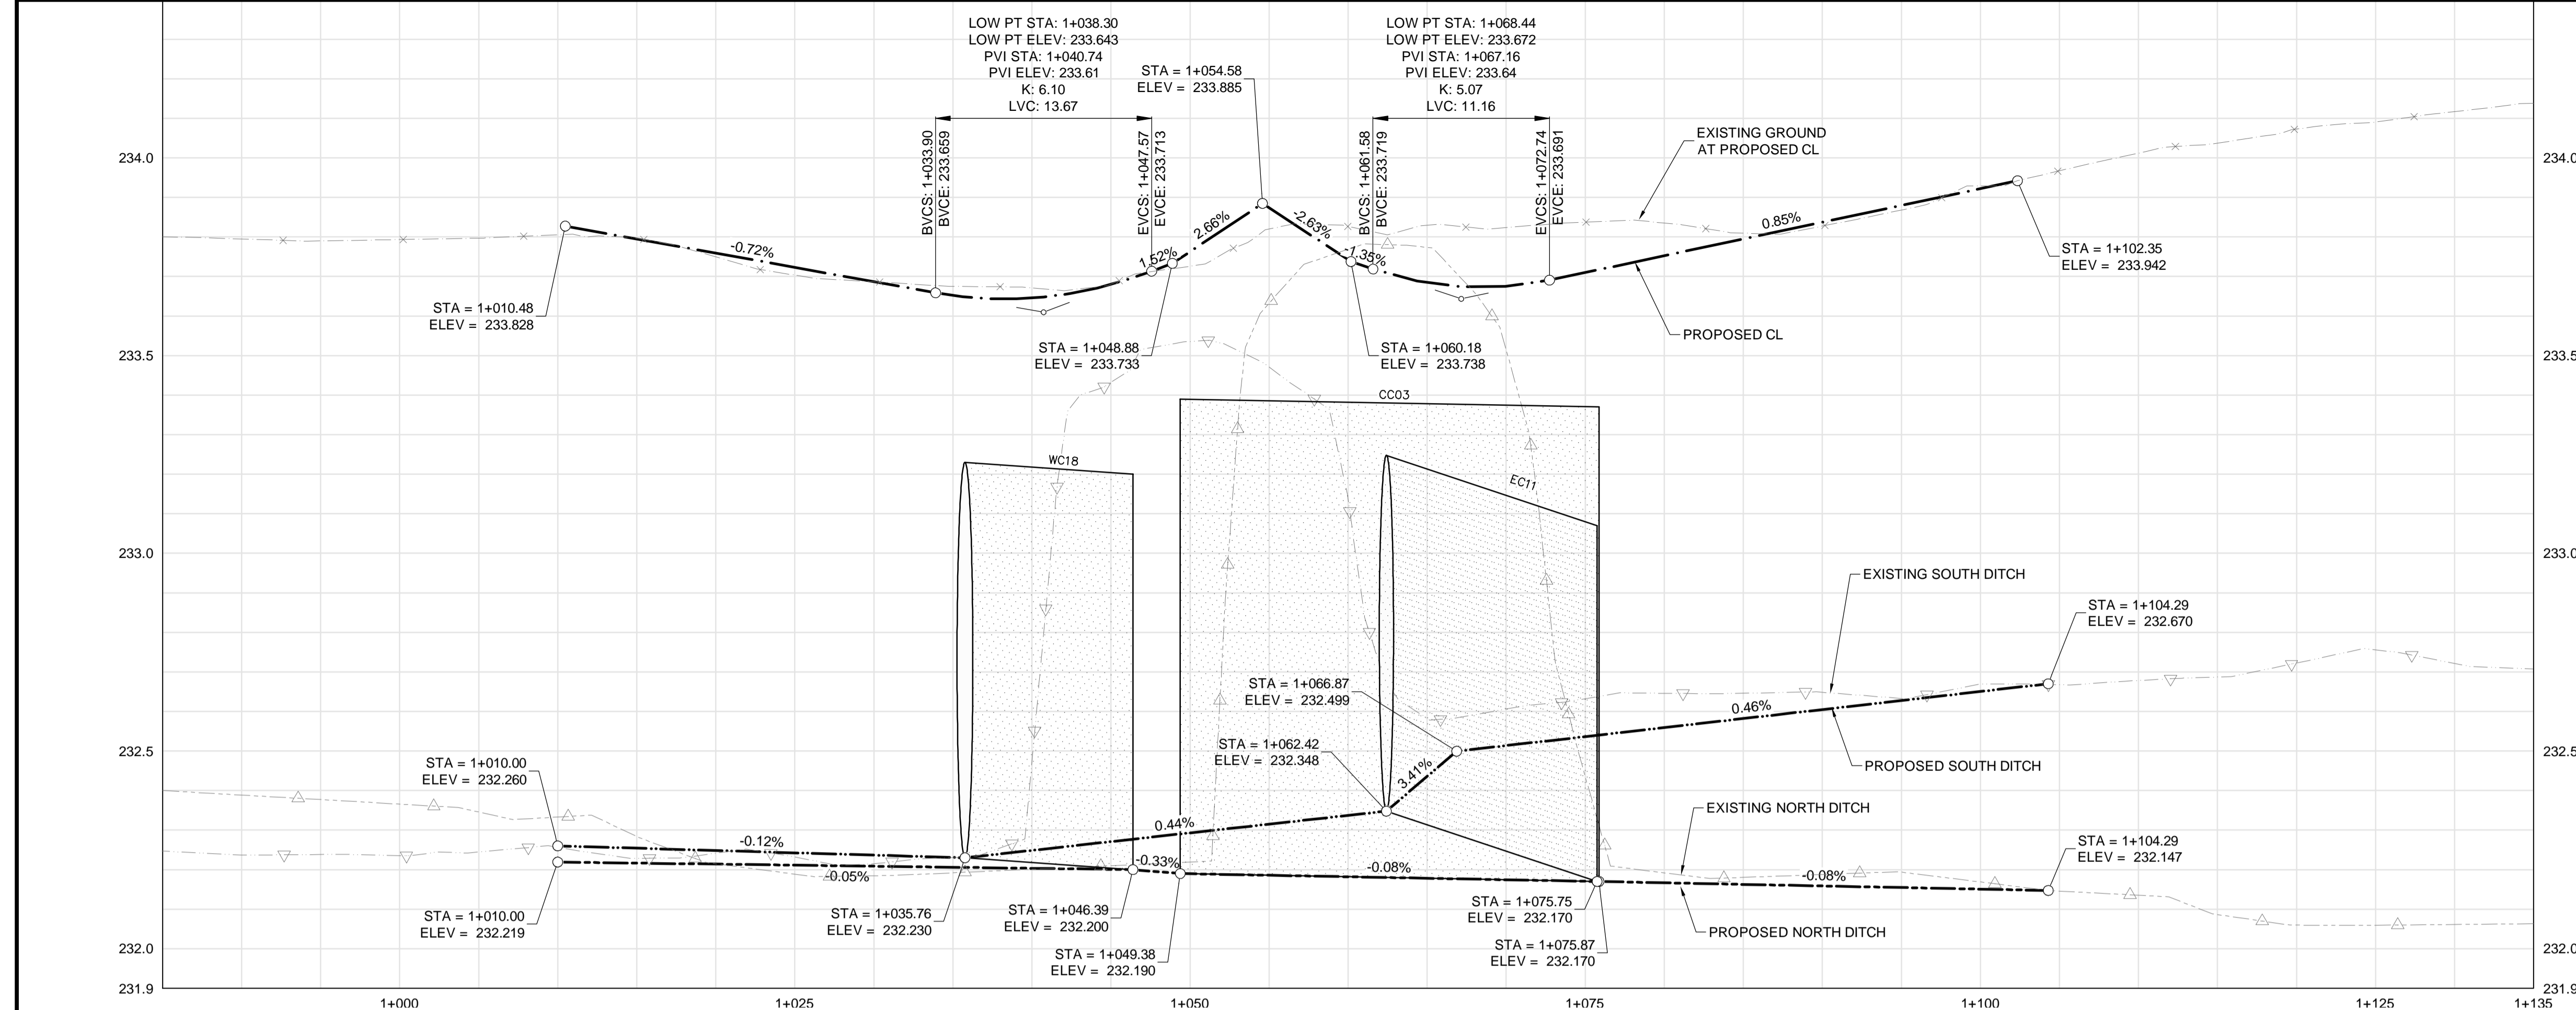 LOW PT STA: 1+038.30
LOW PT ELEV: 233.643
PVI STA: 1+040.74
PVI ELEV: 233.61
K: 6.10
LVC: 13.67
LOW PT STA: 1+068.44
LOW PT ELEV: 233.672
PVI STA: 1+067.16
PVI ELEV: 233.64
K: 5.07
LVC: 11.16
STA = 1+054.58
ELEV = 233.885
BVCS: 1+033.90
BVCE: 233.659
EVCS: 1+047.57
EVCE: 233.713
BVCS: 1+061.58
BVCE: 233.719
EVCS: 1+072.74
EVCE: 233.691
EXISTING GROUND
AT PROPOSED CL
234.0
234.0
-0.72%
1.52%
2.66%
-2.63%
-1.35%
0.85%
STA = 1+102.35
ELEV = 233.942
STA = 1+010.48
ELEV = 233.828
PROPOSED CL
STA = 1+048.88
ELEV = 233.733
STA = 1+060.18
ELEV = 233.738
233.5
233.5
CC03
WC18
EC11
233.0
233.0
EXISTING SOUTH DITCH
STA = 1+104.29
ELEV = 232.670
STA = 1+066.87
ELEV = 232.499
0.46%
STA = 1+062.42
ELEV = 232.348
232.5
232.5
STA = 1+010.00
ELEV = 232.260
3.41%
PROPOSED SOUTH DITCH
EXISTING NORTH DITCH
0.44%
-0.12%
STA = 1+104.29
ELEV = 232.147
-0.33%
-0.05%
-0.08%
-0.08%
STA = 1+010.00
ELEV = 232.219
STA = 1+035.76
ELEV = 232.230
STA = 1+046.39
ELEV = 232.200
STA = 1+075.75
ELEV = 232.170
PROPOSED NORTH DITCH
STA = 1+049.38
ELEV = 232.190
STA = 1+075.87
ELEV = 232.170
232.0
232.0
231.9
231.9
1+000
1+025
1+050
1+075
1+100
1+125
1+135